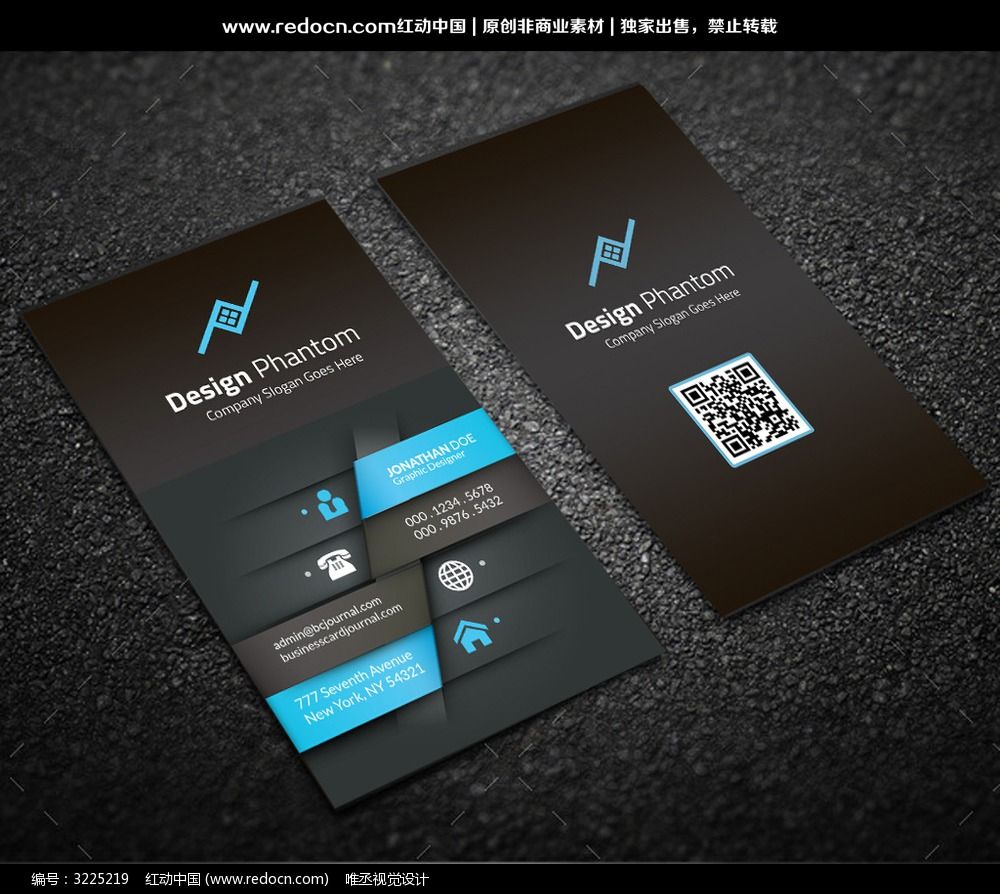 www.redocn.com红动中国 | 原创非商业素材 | 独家出售，禁止转载
Design Phantom
Company Slogan Goes Here
JONATHAN DOE
Graphic Designer
000 . 1234 . 5678
000 . 9876 . 5432
admin@bcjournal.com
businesscardjournal.com
777 Seventh Avenue
New York, NY 54321
Design Phantom
Company Slogan Goes Here
编号：3225219 红动中国 (www.redocn.com) 唯丞视觉设计